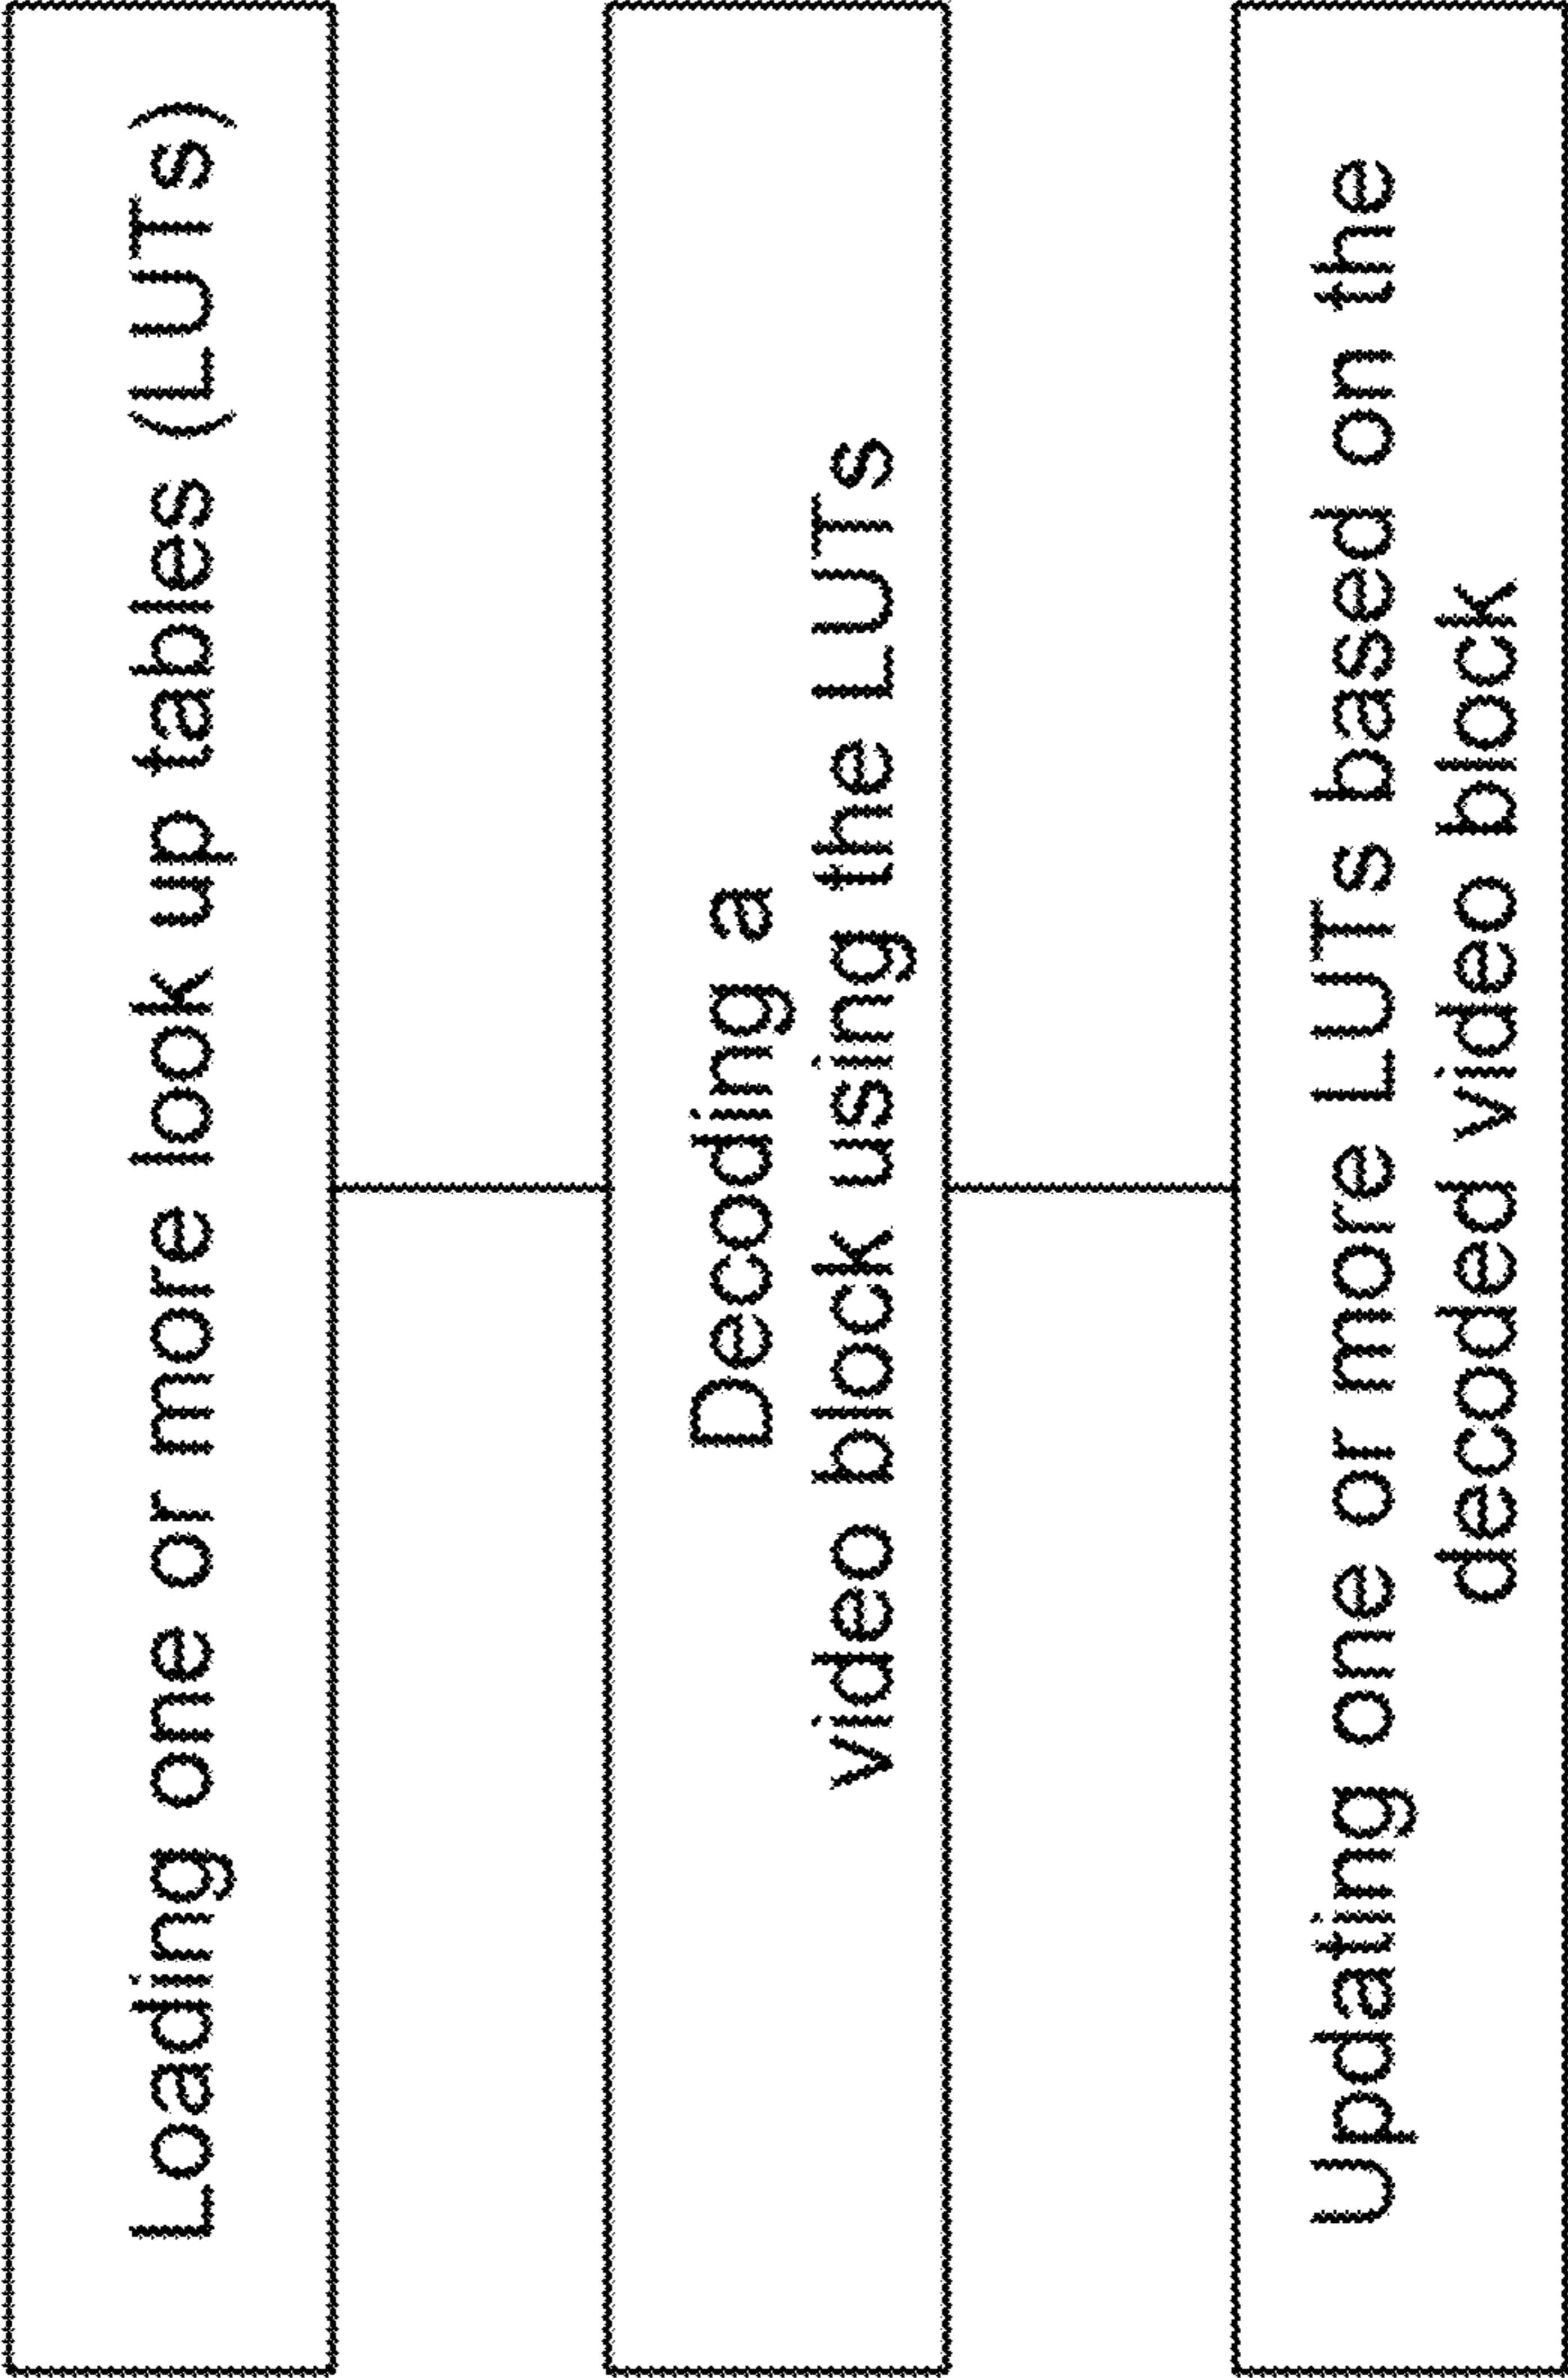 Loading one or more look up tables (LUTs)
Decoding a
video block using the LUTs
Updating one or more LUTs based on the
decoded video block